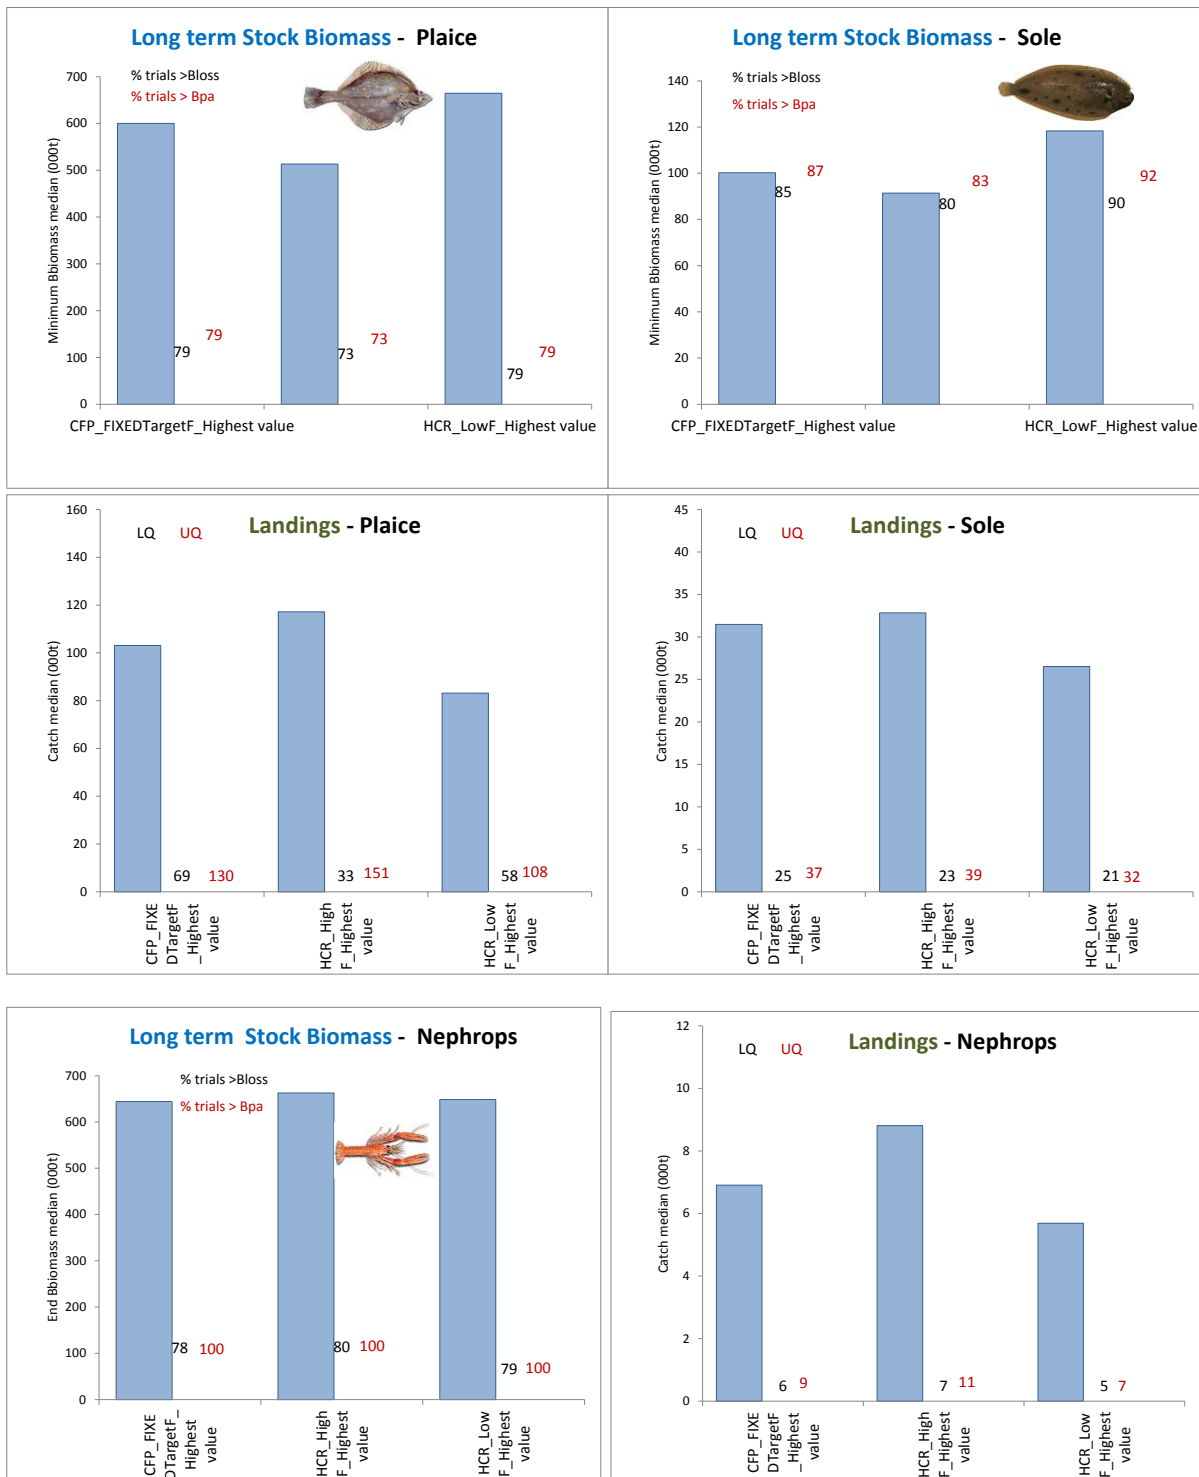 Long term Stock Biomass - Plaice
% trials >Bloss
% trials > Bpa
Minimum Bbiomass median (000t)
700
600
500
400
300
200
100
0
79
79
73
73
79
79
CFP_FIXEDTargetF_Highest value
HCR_LowF_Highest value
Long term Stock Biomass - Sole
% trials >Bloss
% trials > Bpa
Minimum Bbiomass median (000t)
140
120
100
80
60
40
20
0
85
87
80
83
90
92
CFP_FIXEDTargetF_Highest value
HCR_LowF_Highest value
Landings - Plaice
LQ UQ
Catch median (000t)
160
140
120
100
80
60
40
20
0
69
130
33
151
58
108
CFP_FIXE
DTargetF
_Highest
value
HCR_High
F_Highest
value
HCR_Low
F_Highest
value
Landings - Sole
LQ UQ
Catch median (000t)
45
40
35
30
25
20
15
10
5
0
25
37
23
39
21
32
CFP_FIXE
DTargetF
_Highest
value
HCR_High
F_Highest
value
HCR_Low
F_Highest
value
Long term Stock Biomass - Nephrops
% trials >Bloss
% trials > Bpa
End Bbiomass median (000t)
700
600
500
400
300
200
100
0
78
100
80
100
79
100
CFP_FIXE
DTargetF_
Highest
value
HCR_High
F_Highest
value
HCR_Low
F_Highest
value
Landings - Nephrops
LQ UQ
Catch median (000t)
12
10
8
6
4
2
0
6
9
7
11
5
7
CFP_FIXE
DTargetF
_Highest
value
HCR_High
F_Highest
value
HCR_Low
F_Highest
value